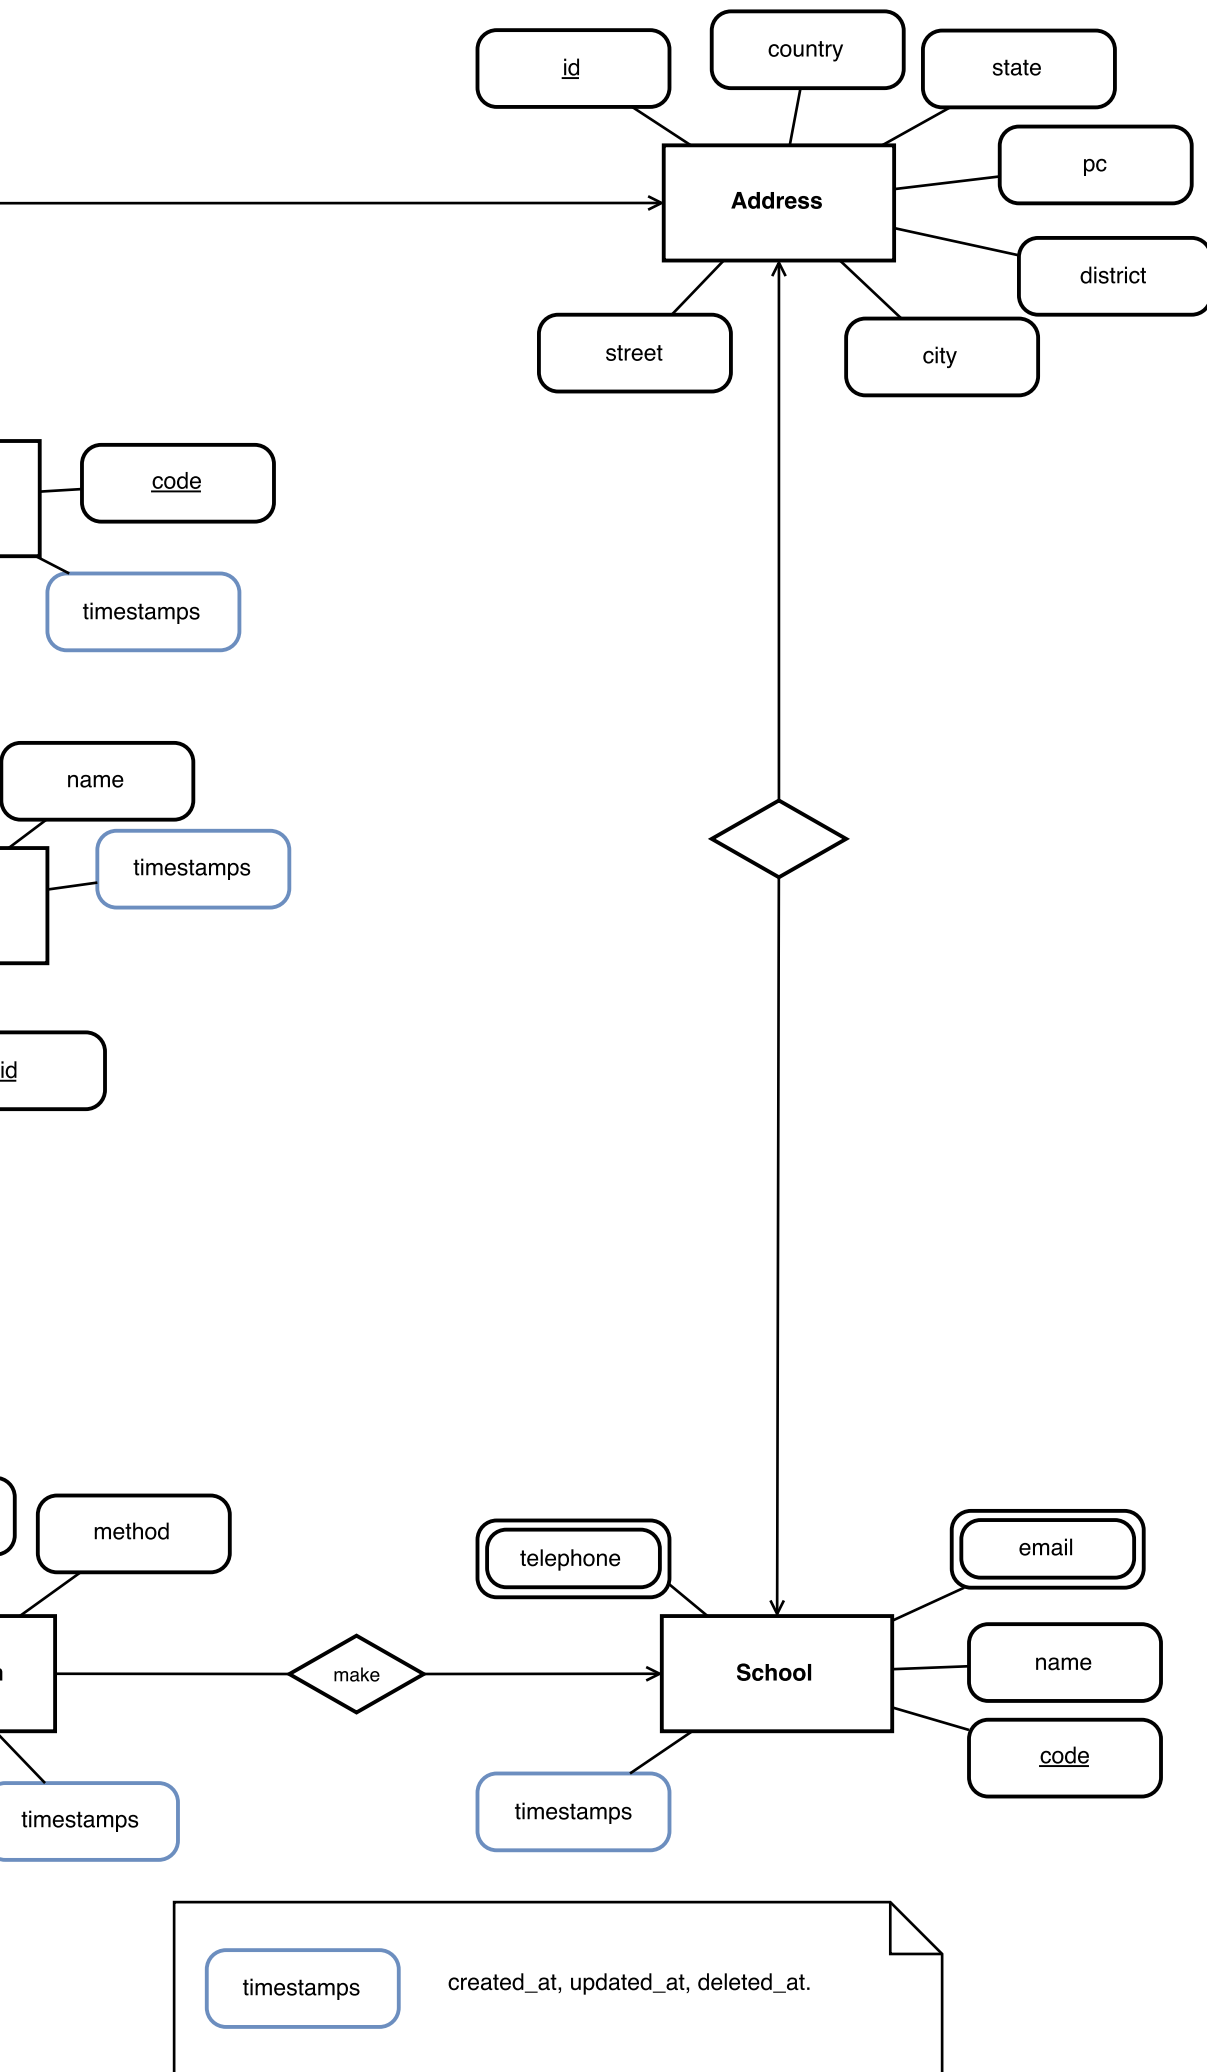 country
id
state
pc
Address
district
street
city
code
timestamps
name
timestamps
id
method
telephone
email
name
make
School
code
timestamps
timestamps
timestamps
created_at, updated_at, deleted_at.